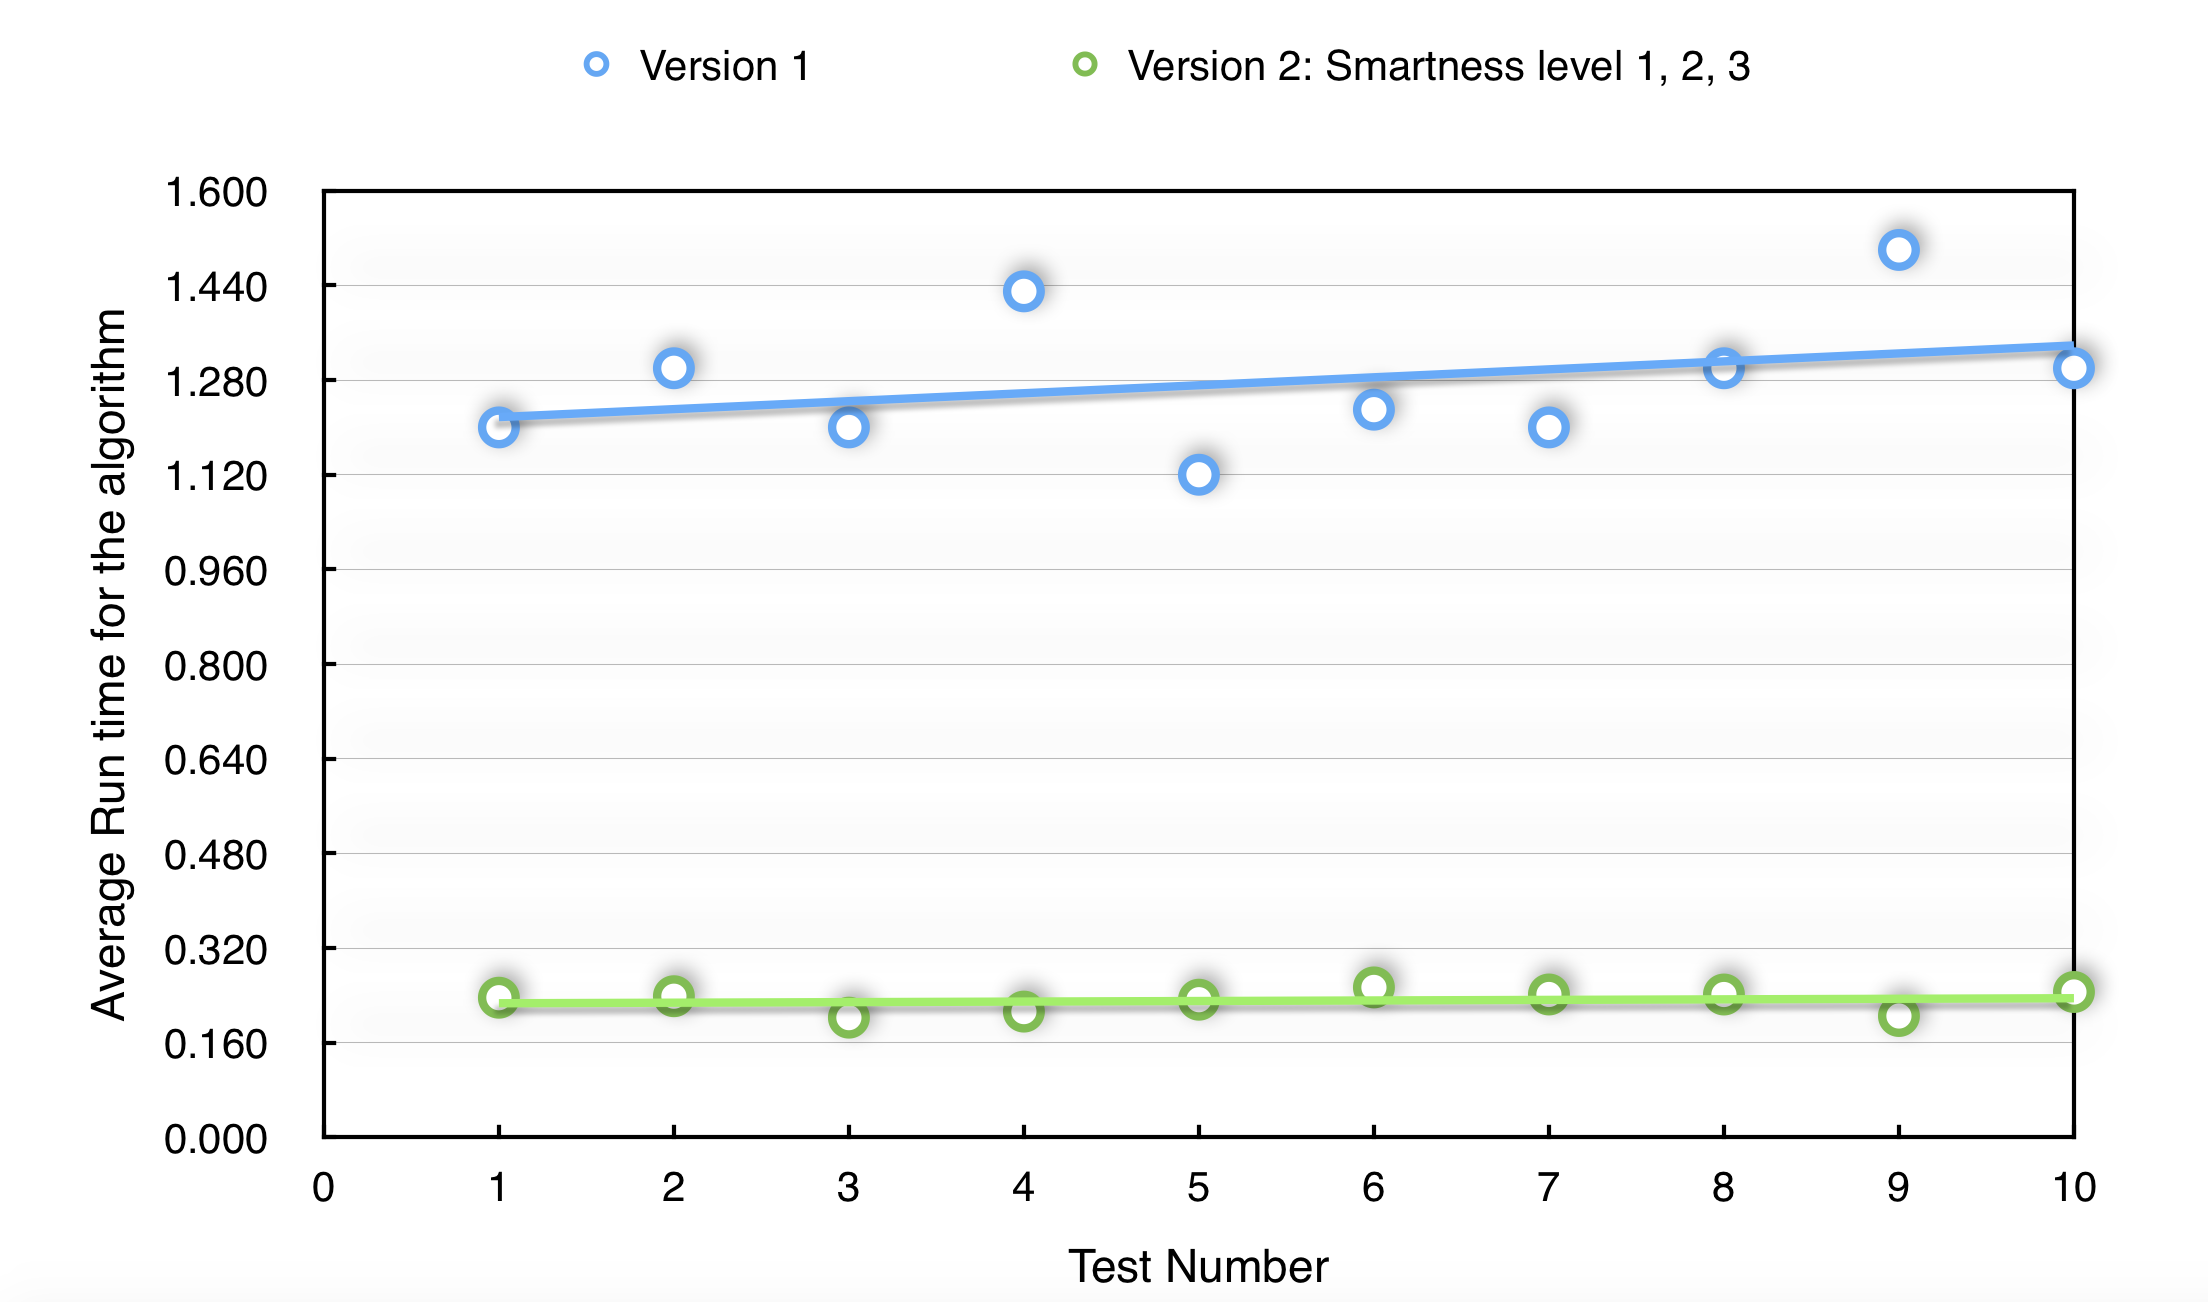 Version 1
Version 2: Smartness level 1, 2, 3
Average Run time for the algorithm
1.600
1.440
1.280
1.120
0.960
0.800
0.640
0.480
0.320
0.160
0.000
0 1 2 3 4 5 6 7 8 9 10
Test Number